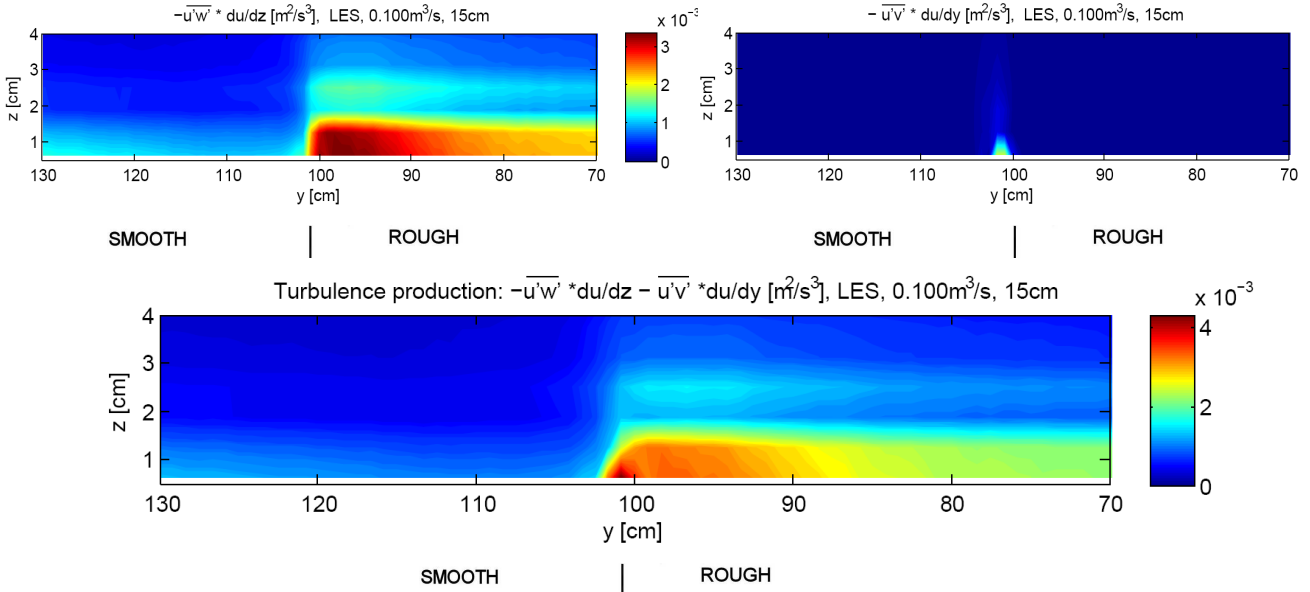 −u'w' * du/dz [m²/s³], LES, 0.100m³/s, 15cm
− u'v' * du/dy [m²/s³], LES, 0.100m³/s, 15cm
x 10⁻³
4
3
2
1
z [cm]
130 120 110 100 90 80 70
y [cm]
3
2
1
0
4
3
2
1
z [cm]
130 120 110 100 90 80 70
y [cm]
SMOOTH | ROUGH
SMOOTH | ROUGH
Turbulence production: −u'w' *du/dz − u'v' *du/dy [m²/s³], LES, 0.100m³/s, 15cm
x 10⁻³
4
3
2
1
z [cm]
130 120 110 100 90 80 70
y [cm]
4
2
0
SMOOTH | ROUGH